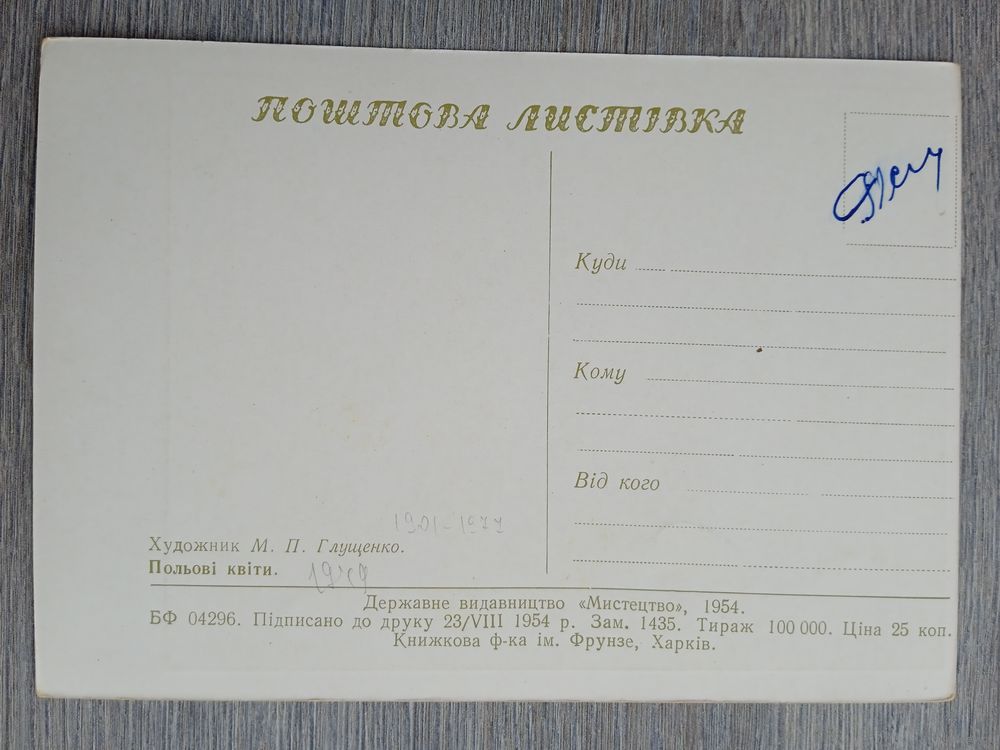 ПОШТОВА ЛИСТІВКА
Куди
Кому
Від кого
1901-1977
Художник М. П. Глущенко.
Польові квіти. 1949
Державне видавництво «Мистецтво», 1954.
БФ 04296. Підписано до друку 23/VIII 1954 р. Зам. 1435. Тираж 100 000. Ціна 25 коп.
Книжкова ф-ка ім. Фрунзе, Харків.